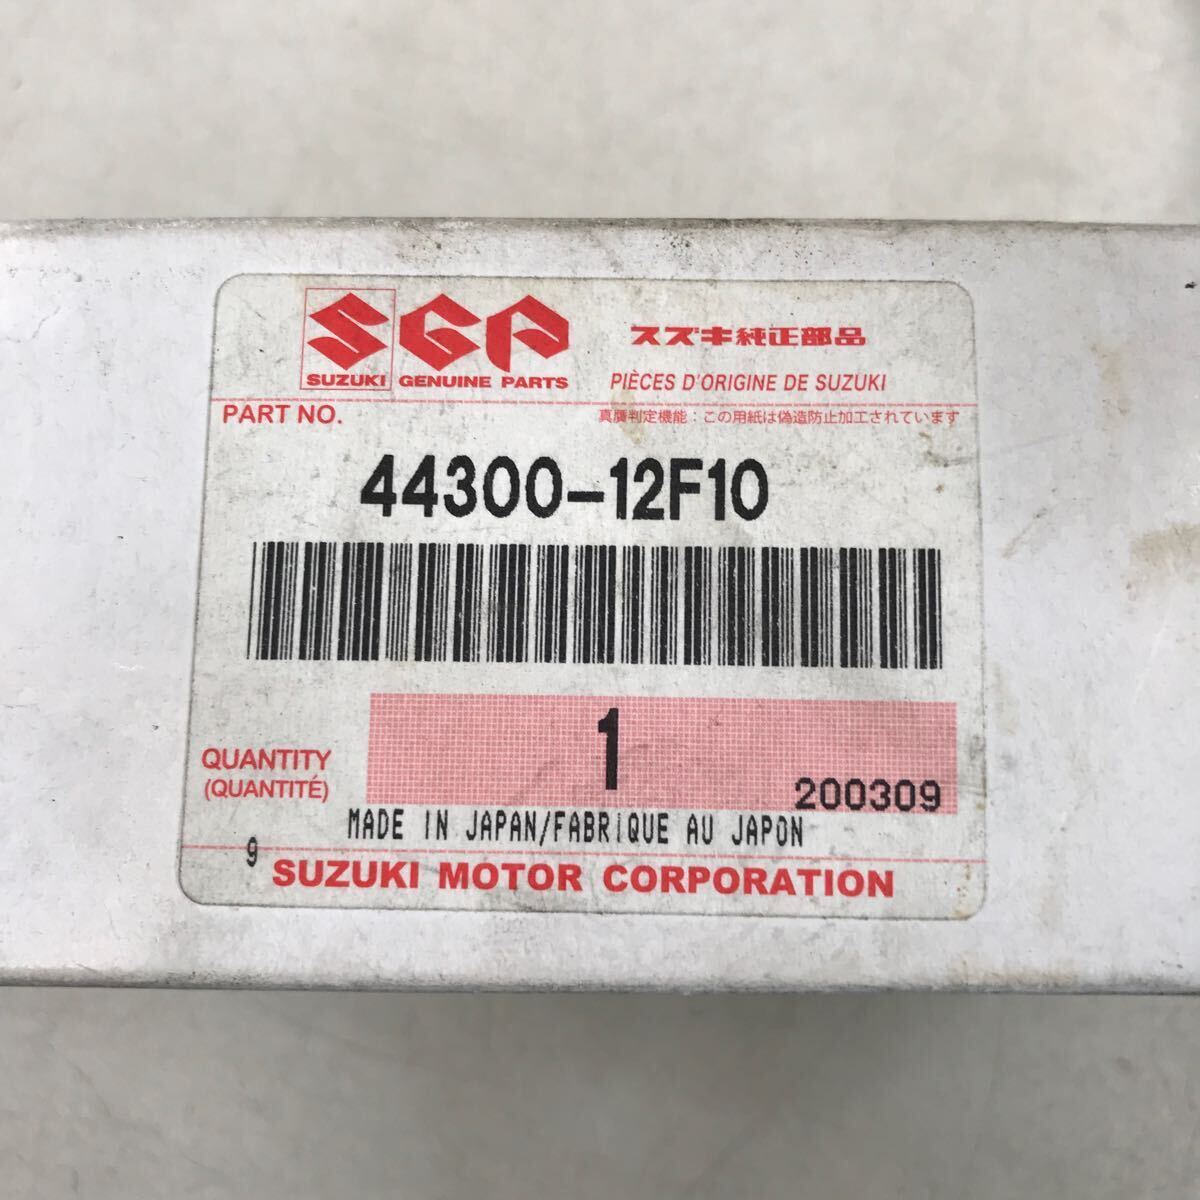 SGP
スズキ純正部品
SUZUKI GENUINE PARTS
PIÈCES D'ORIGINE DE SUZUKI
PART NO.
真贋判定機能：この用紙は偽造防止加工されています
44300-12F10
1
QUANTITY
(QUANTITÉ)
200309
MADE IN JAPAN/FABRIQUE AU JAPON
9
SUZUKI MOTOR CORPORATION